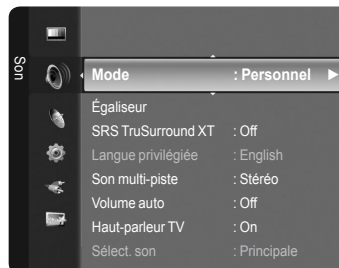 Son
Mode : Personnel
Égaliseur
SRS TruSurround XT : Off
Langue privilégiée : English
Son multi-piste : Stéréo
Volume auto : Off
Haut-parleur TV : On
Sélect. son : Principale